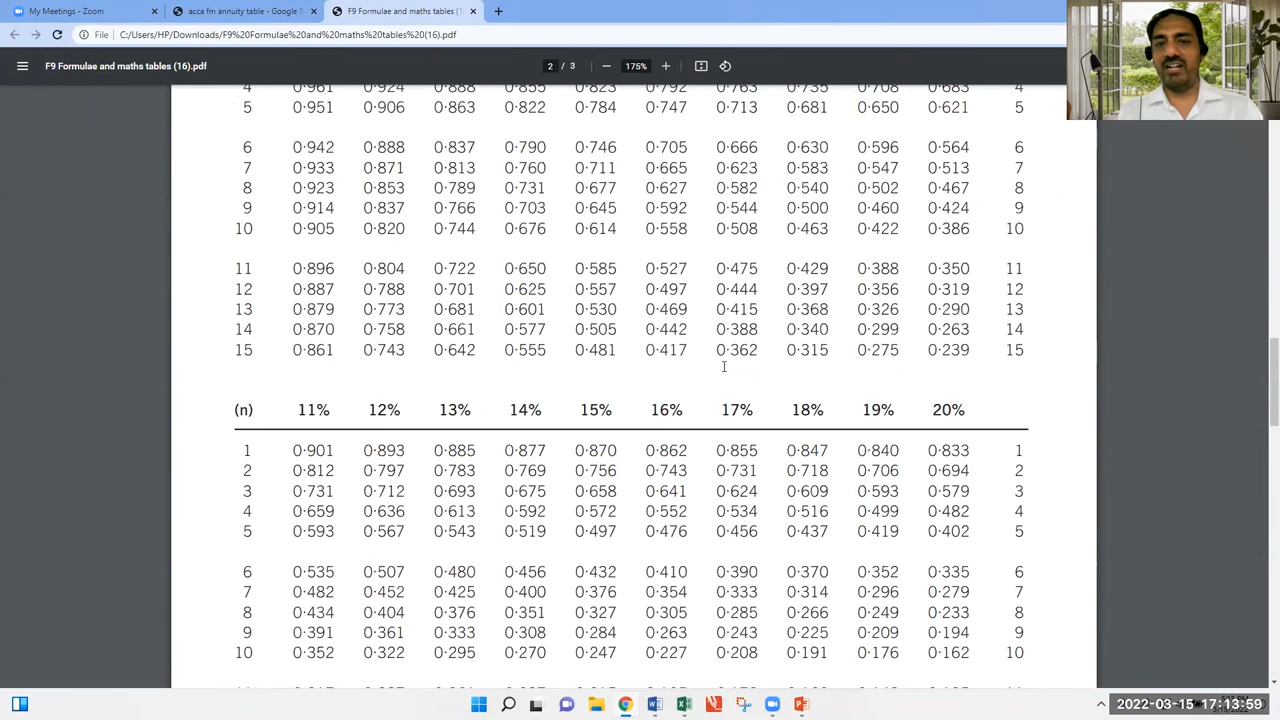 My Meetings - Zoom
acca fm annuity table - Google S
F9 Formulae and maths tables (1
File C:/Users/HP/Downloads/F9%20Formulae%20and%20maths%20tables%20(16).pdf
F9 Formulae and maths tables (16).pdf
2 / 3
175%
4 0·961 0·924 0·888 0·855 0·823 0·792 0·763 0·735 0·708 0·683 4
5 0·951 0·906 0·863 0·822 0·784 0·747 0·713 0·681 0·650 0·621 5
6 0·942 0·888 0·837 0·790 0·746 0·705 0·666 0·630 0·596 0·564 6
7 0·933 0·871 0·813 0·760 0·711 0·665 0·623 0·583 0·547 0·513 7
8 0·923 0·853 0·789 0·731 0·677 0·627 0·582 0·540 0·502 0·467 8
9 0·914 0·837 0·766 0·703 0·645 0·592 0·544 0·500 0·460 0·424 9
10 0·905 0·820 0·744 0·676 0·614 0·558 0·508 0·463 0·422 0·386 10
11 0·896 0·804 0·722 0·650 0·585 0·527 0·475 0·429 0·388 0·350 11
12 0·887 0·788 0·701 0·625 0·557 0·497 0·444 0·397 0·356 0·319 12
13 0·879 0·773 0·681 0·601 0·530 0·469 0·415 0·368 0·326 0·290 13
14 0·870 0·758 0·661 0·577 0·505 0·442 0·388 0·340 0·299 0·263 14
15 0·861 0·743 0·642 0·555 0·481 0·417 0·362 0·315 0·275 0·239 15
(n) 11% 12% 13% 14% 15% 16% 17% 18% 19% 20%
1 0·901 0·893 0·885 0·877 0·870 0·862 0·855 0·847 0·840 0·833 1
2 0·812 0·797 0·783 0·769 0·756 0·743 0·731 0·718 0·706 0·694 2
3 0·731 0·712 0·693 0·675 0·658 0·641 0·624 0·609 0·593 0·579 3
4 0·659 0·636 0·613 0·592 0·572 0·552 0·534 0·516 0·499 0·482 4
5 0·593 0·567 0·543 0·519 0·497 0·476 0·456 0·437 0·419 0·402 5
6 0·535 0·507 0·480 0·456 0·432 0·410 0·390 0·370 0·352 0·335 6
7 0·482 0·452 0·425 0·400 0·376 0·354 0·333 0·314 0·296 0·279 7
8 0·434 0·404 0·376 0·351 0·327 0·305 0·285 0·266 0·249 0·233 8
9 0·391 0·361 0·333 0·308 0·284 0·263 0·243 0·225 0·209 0·194 9
10 0·352 0·322 0·295 0·270 0·247 0·227 0·208 0·191 0·176 0·162 10
2022-03-15 17:13:59